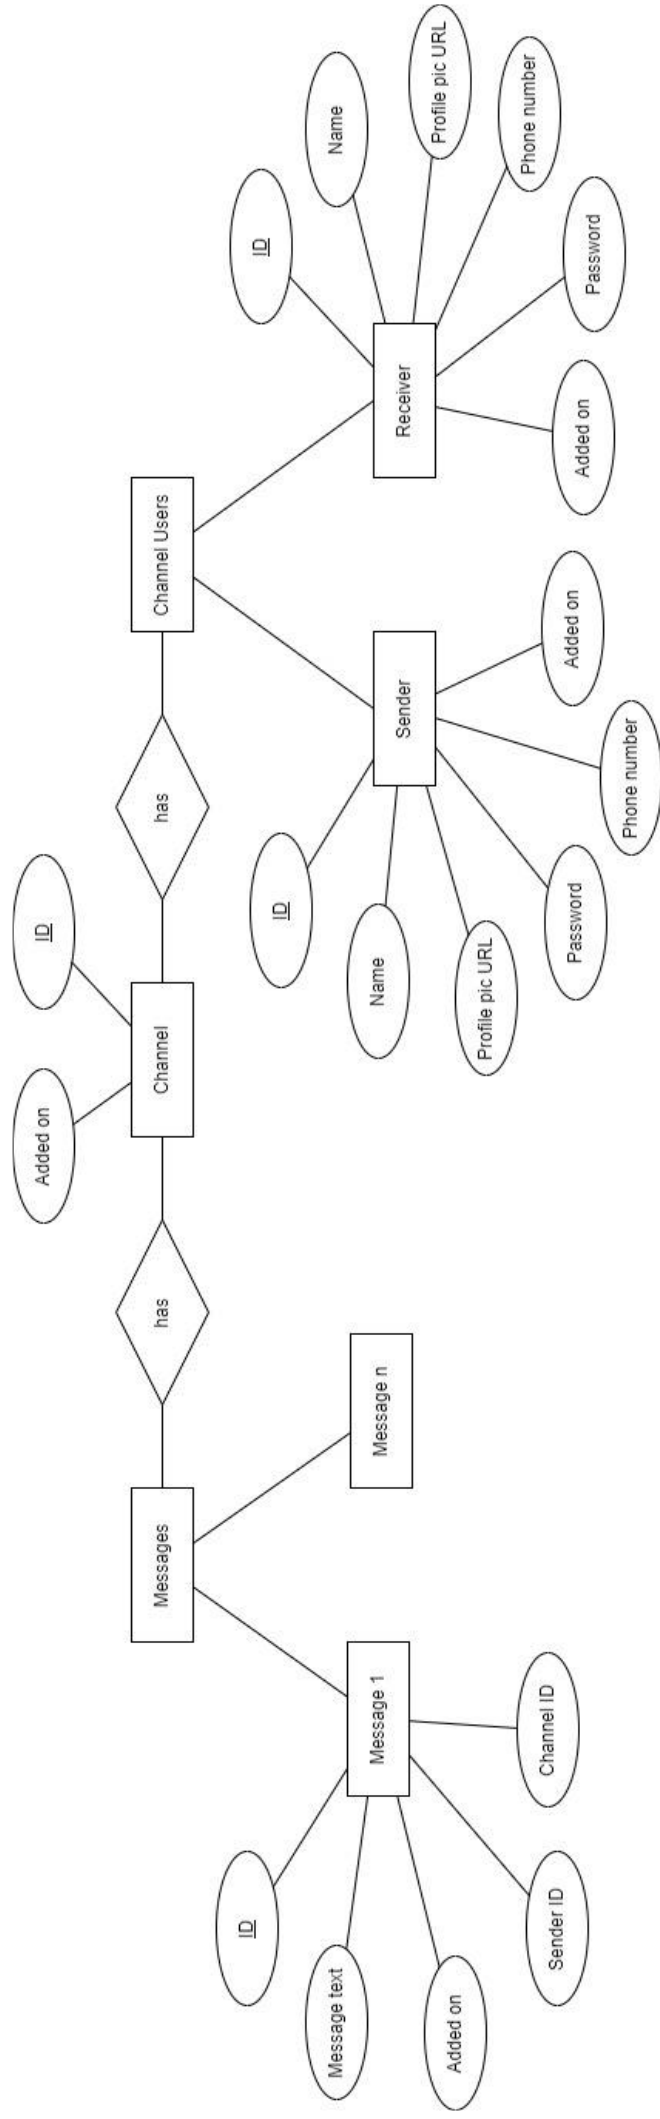 Added on
ID
Messages
has
Channel
has
Channel Users
ID
Message text
Added on
Sender ID
Channel ID
Message 1
Message n
ID
Name
Profile pic URL
Password
Phone number
Added on
Sender
Receiver
ID
Name
Profile pic URL
Phone number
Password
Added on